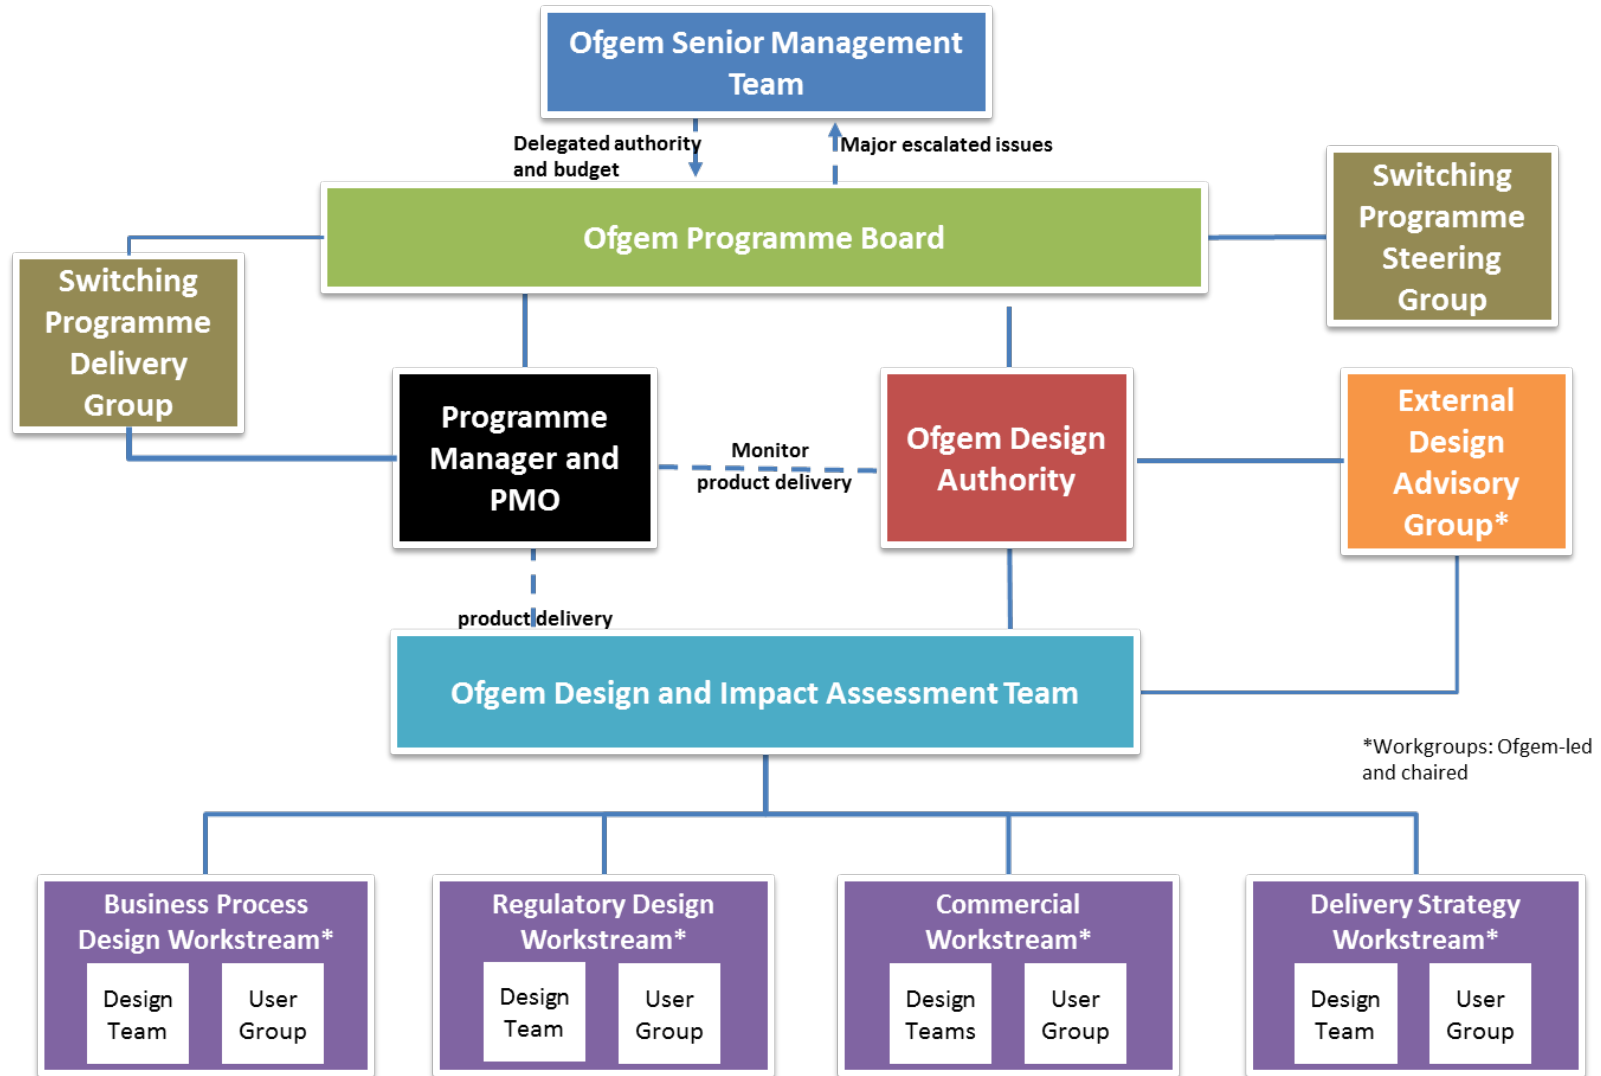 Ofgem Senior Management
Team
Delegated authority
and budget
Major escalated issues
Ofgem Programme Board
Switching
Programme
Steering
Group
Switching
Programme
Delivery
Group
Programme
Manager and
PMO
Monitor
product delivery
Ofgem Design
Authority
External
Design
Advisory
Group*
product delivery
Ofgem Design and Impact Assessment Team
*Workgroups: Ofgem-led
and chaired
Business Process
Design Workstream*
Design
Team
User
Group
Regulatory Design
Workstream*
Design
Team
User
Group
Commercial
Workstream*
Design
Teams
User
Group
Delivery Strategy
Workstream*
Design
Team
User
Group